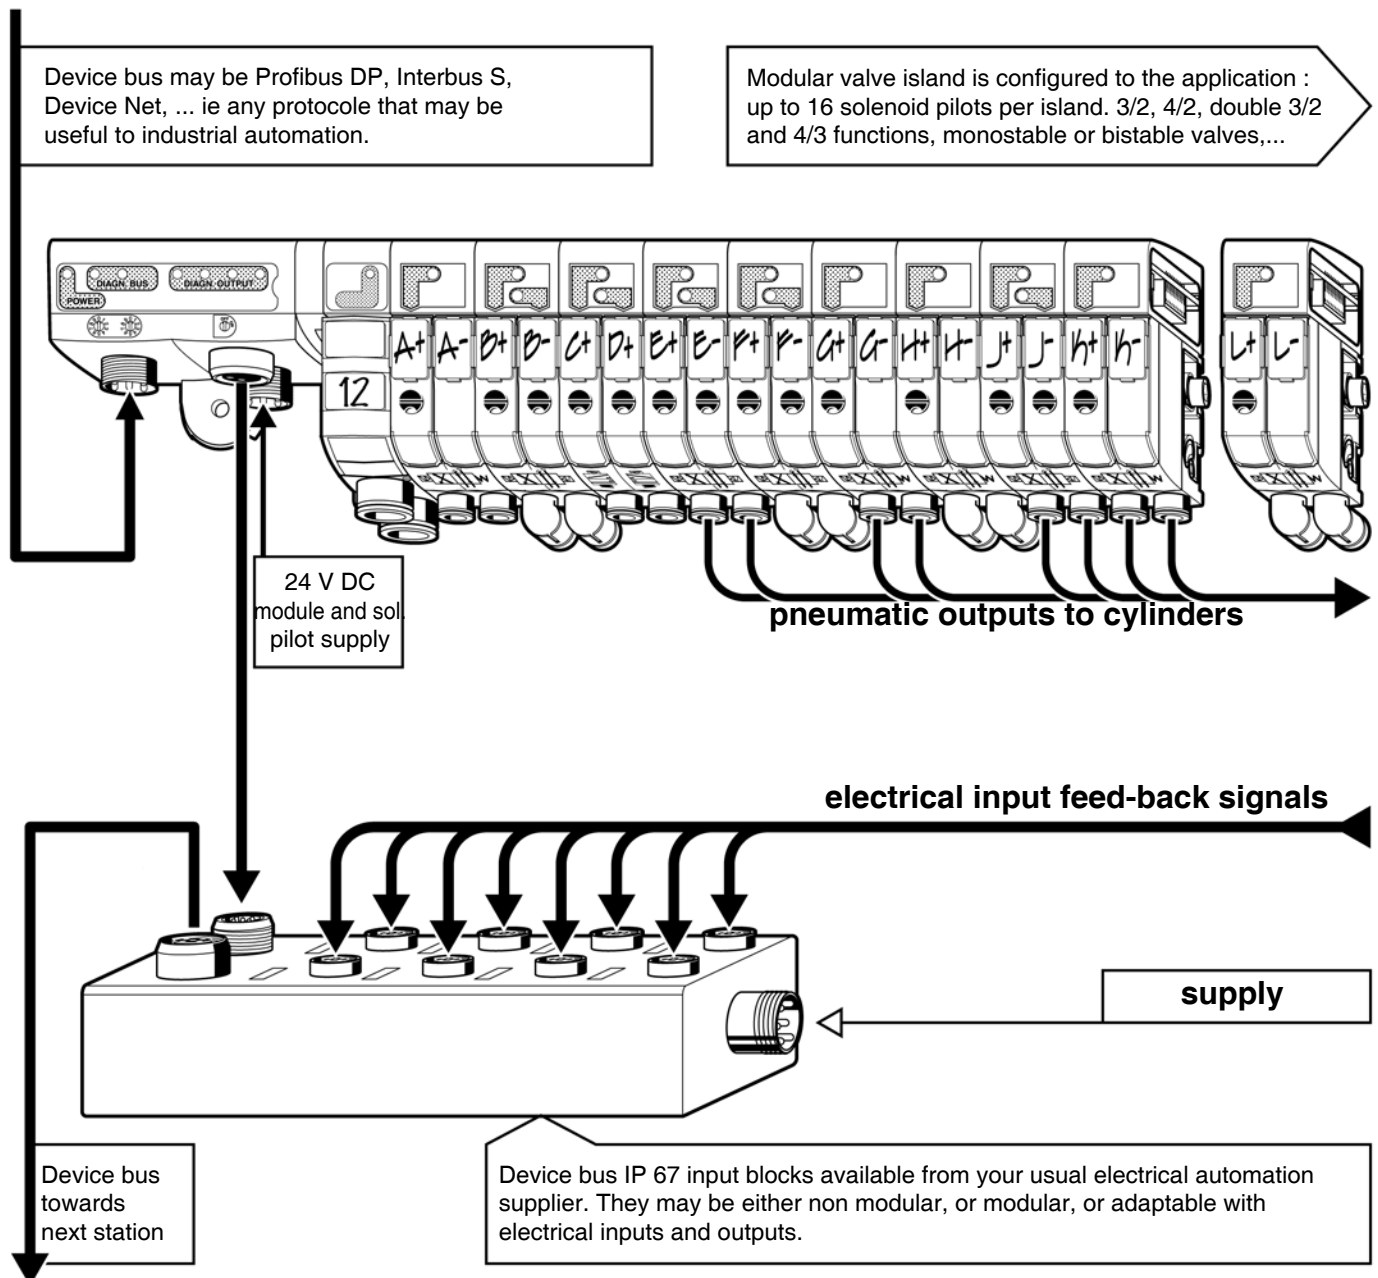 Device bus may be Profibus DP, Interbus S,
Device Net, ... ie any protocole that may be
useful to industrial automation.
Modular valve island is configured to the application :
up to 16 solenoid pilots per island. 3/2, 4/2, double 3/2
and 4/3 functions, monostable or bistable valves,...
POWER
DIAGN. BUS
DIAGN. OUTPUT
A+ A- B+ B- C+ D+ E+ E- F+ F- G+ G- H+ H- J+ J- K+ K- L+ L-
12
24 V DC
module and sol.
pilot supply
pneumatic outputs to cylinders
electrical input feed-back signals
supply
Device bus
towards
next station
Device bus IP 67 input blocks available from your usual electrical automation
supplier. They may be either non modular, or modular, or adaptable with
electrical inputs and outputs.